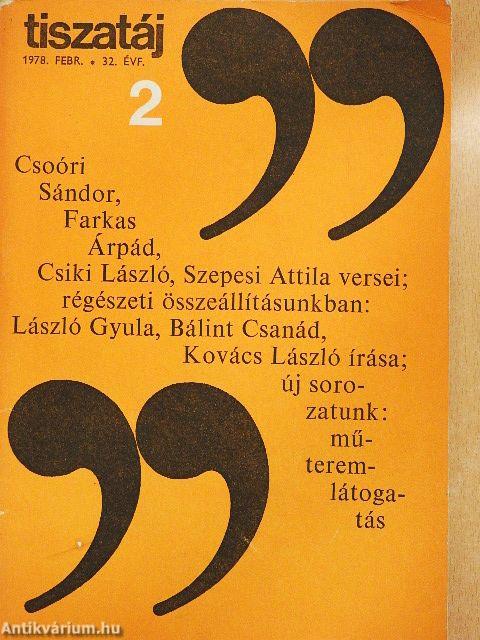 tiszatáj
1978. FEBR. • 32. ÉVF.
2
Csoóri
Sándor,
Farkas
Árpád,
Csiki László, Szepesi Attila versei;
régészeti összeállításunkban:
László Gyula, Bálint Csanád,
Kovács László írása;
új soro-
zatunk:
mű-
terem-
látoga-
tás
Antikvárium.hu